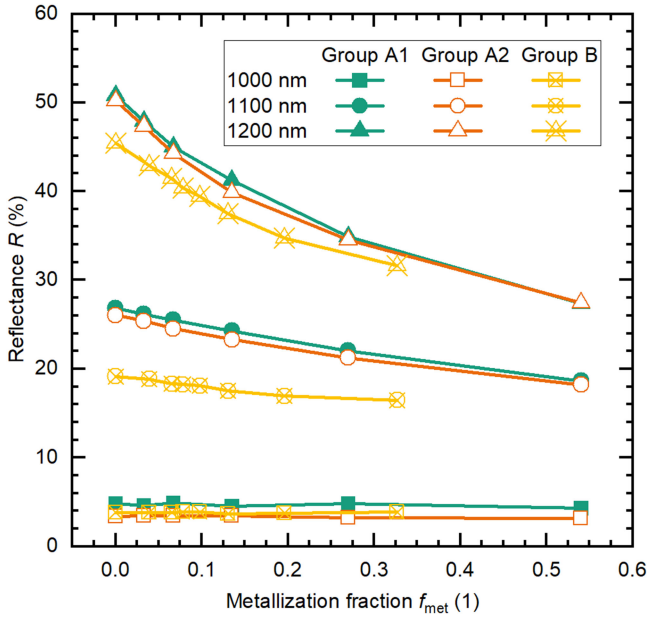 60
50
40
30
20
10
0
0.0 0.1 0.2 0.3 0.4 0.5 0.6
Reflectance R (%)
Metallization fraction fmet (1)
Group A1 Group A2 Group B
1000 nm
1100 nm
1200 nm